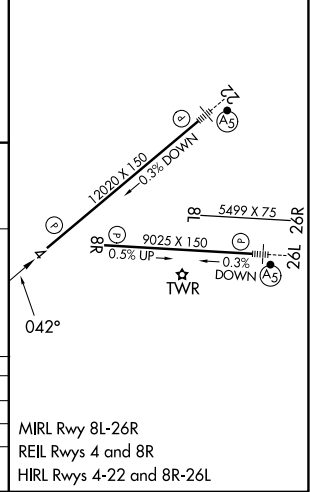 22
P
A5
12020 X 150
0.3% DOWN
P
4
8L 5499 X 75 26R
8R P 9025 X 150 P 26L
0.5% UP 0.3% DOWN
A5
TWR
042°
MIRL Rwy 8L-26R
REIL Rwys 4 and 8R
HIRL Rwys 4-22 and 8R-26L